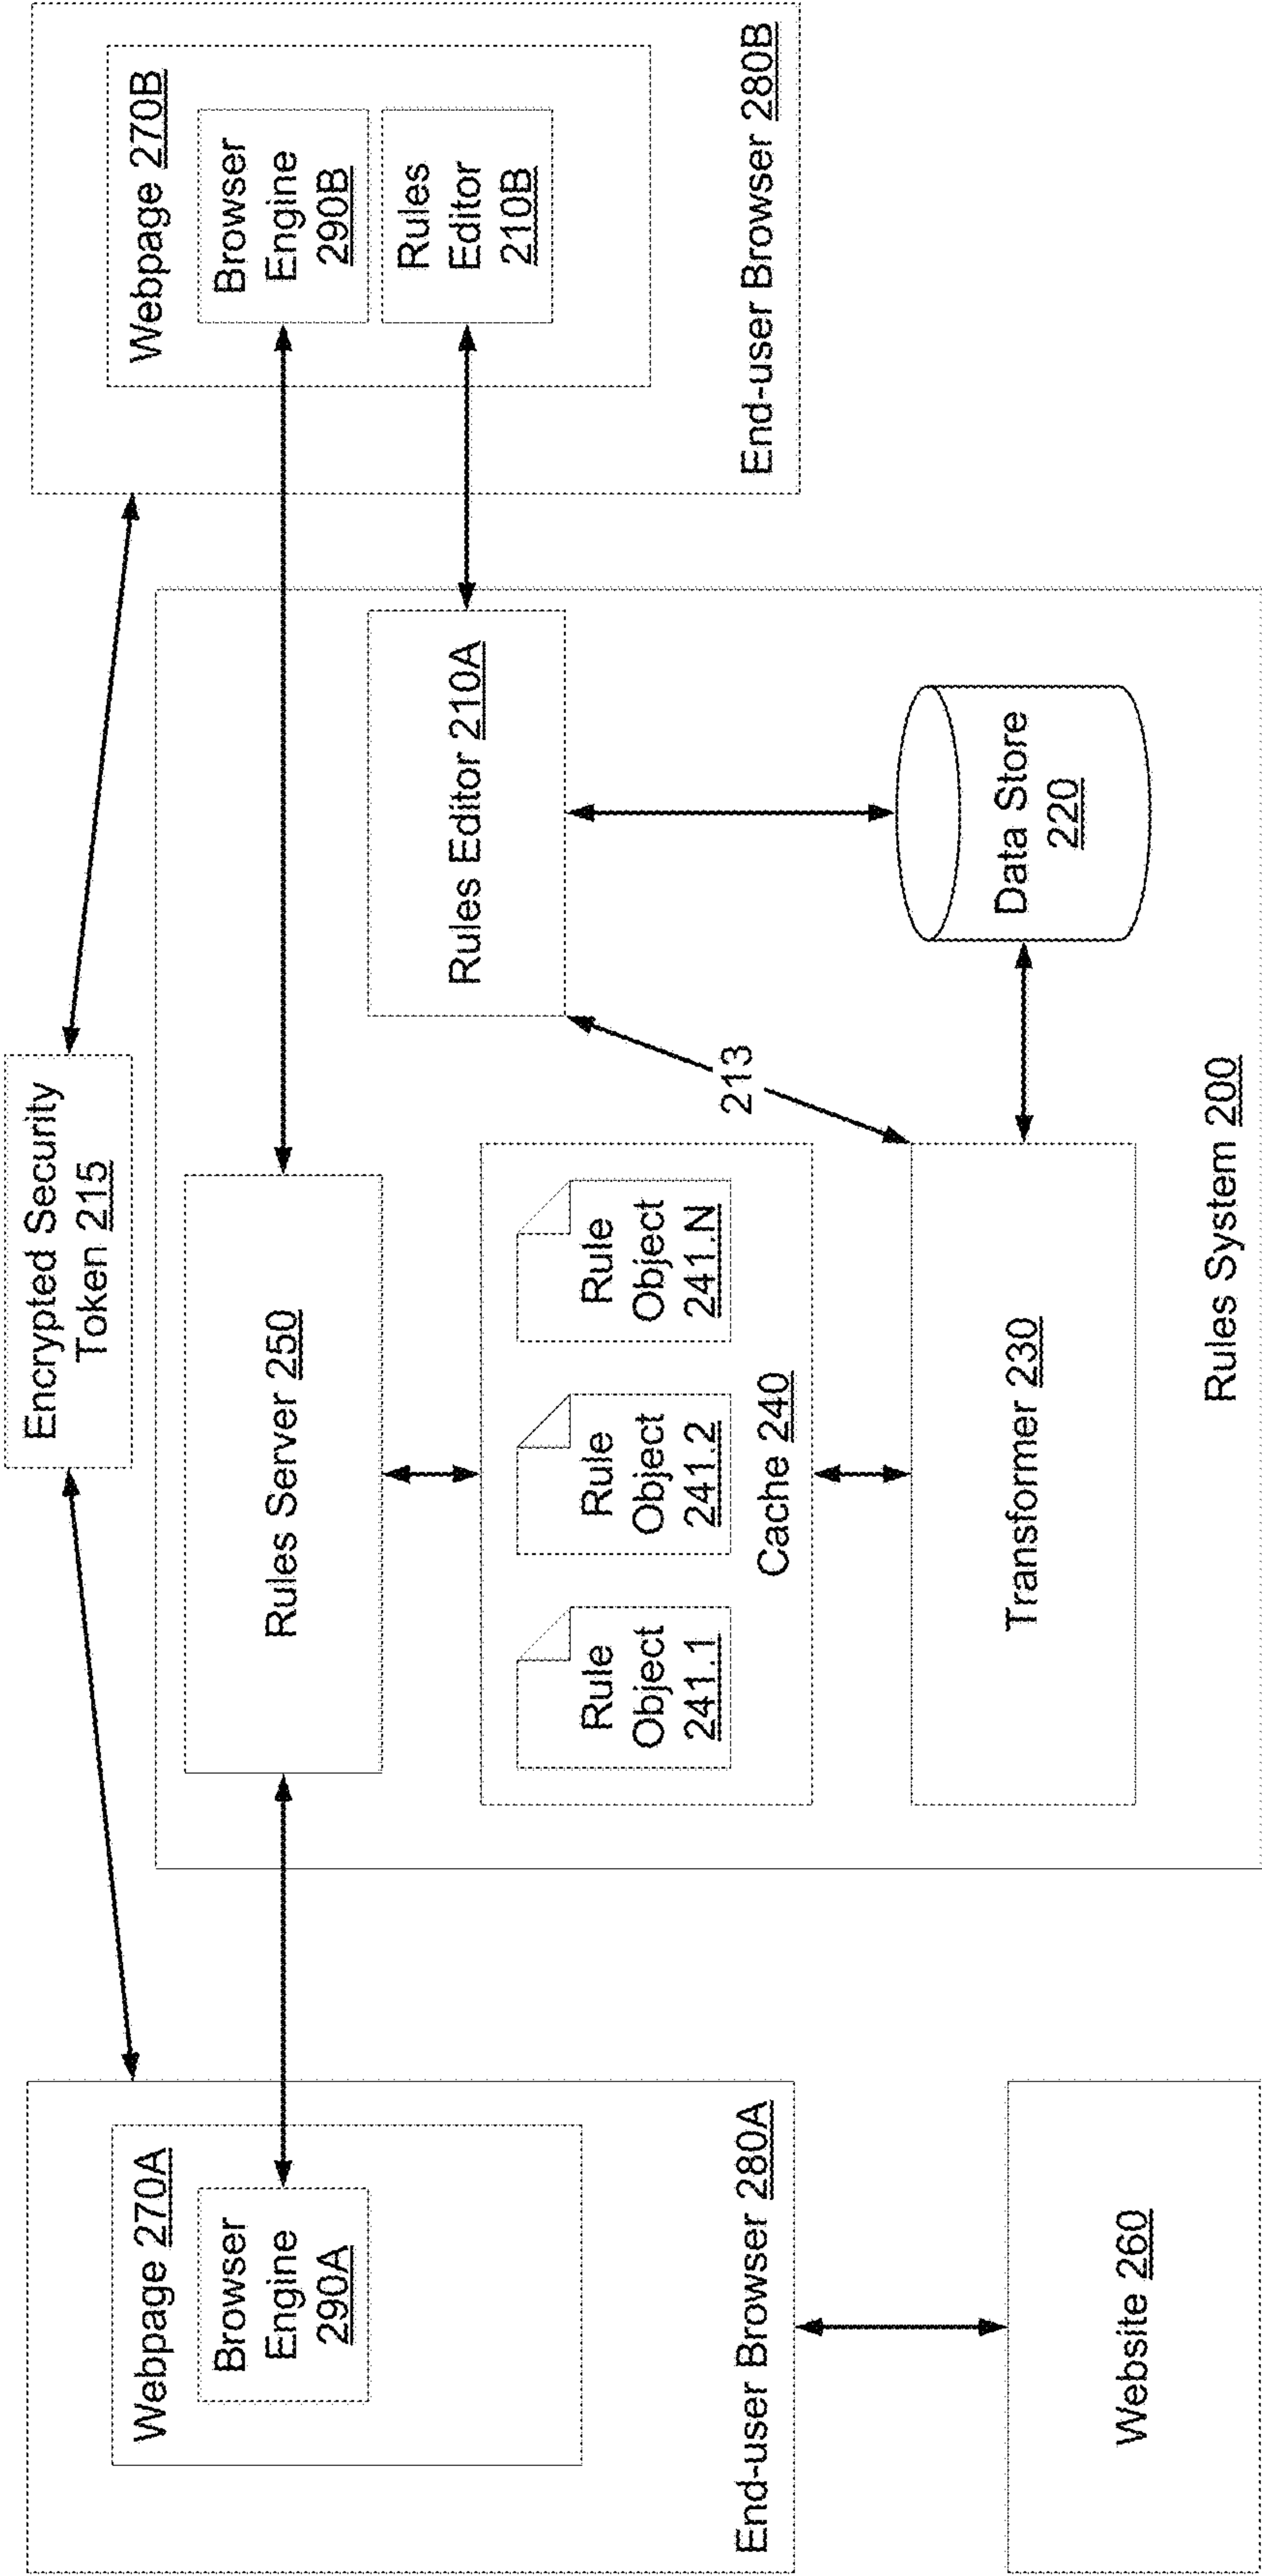 Encrypted Security
Token 215
Webpage 270A
Browser
Engine
290A
End-user Browser 280A
Website 260
Rules Server 250
Rule
Object
241.1
Rule
Object
241.2
Rule
Object
241.N
Cache 240
Transformer 230
213
Rules Editor 210A
Data Store
220
Rules System 200
Webpage 270B
Browser
Engine
290B
Rules
Editor
210B
End-user Browser 280B